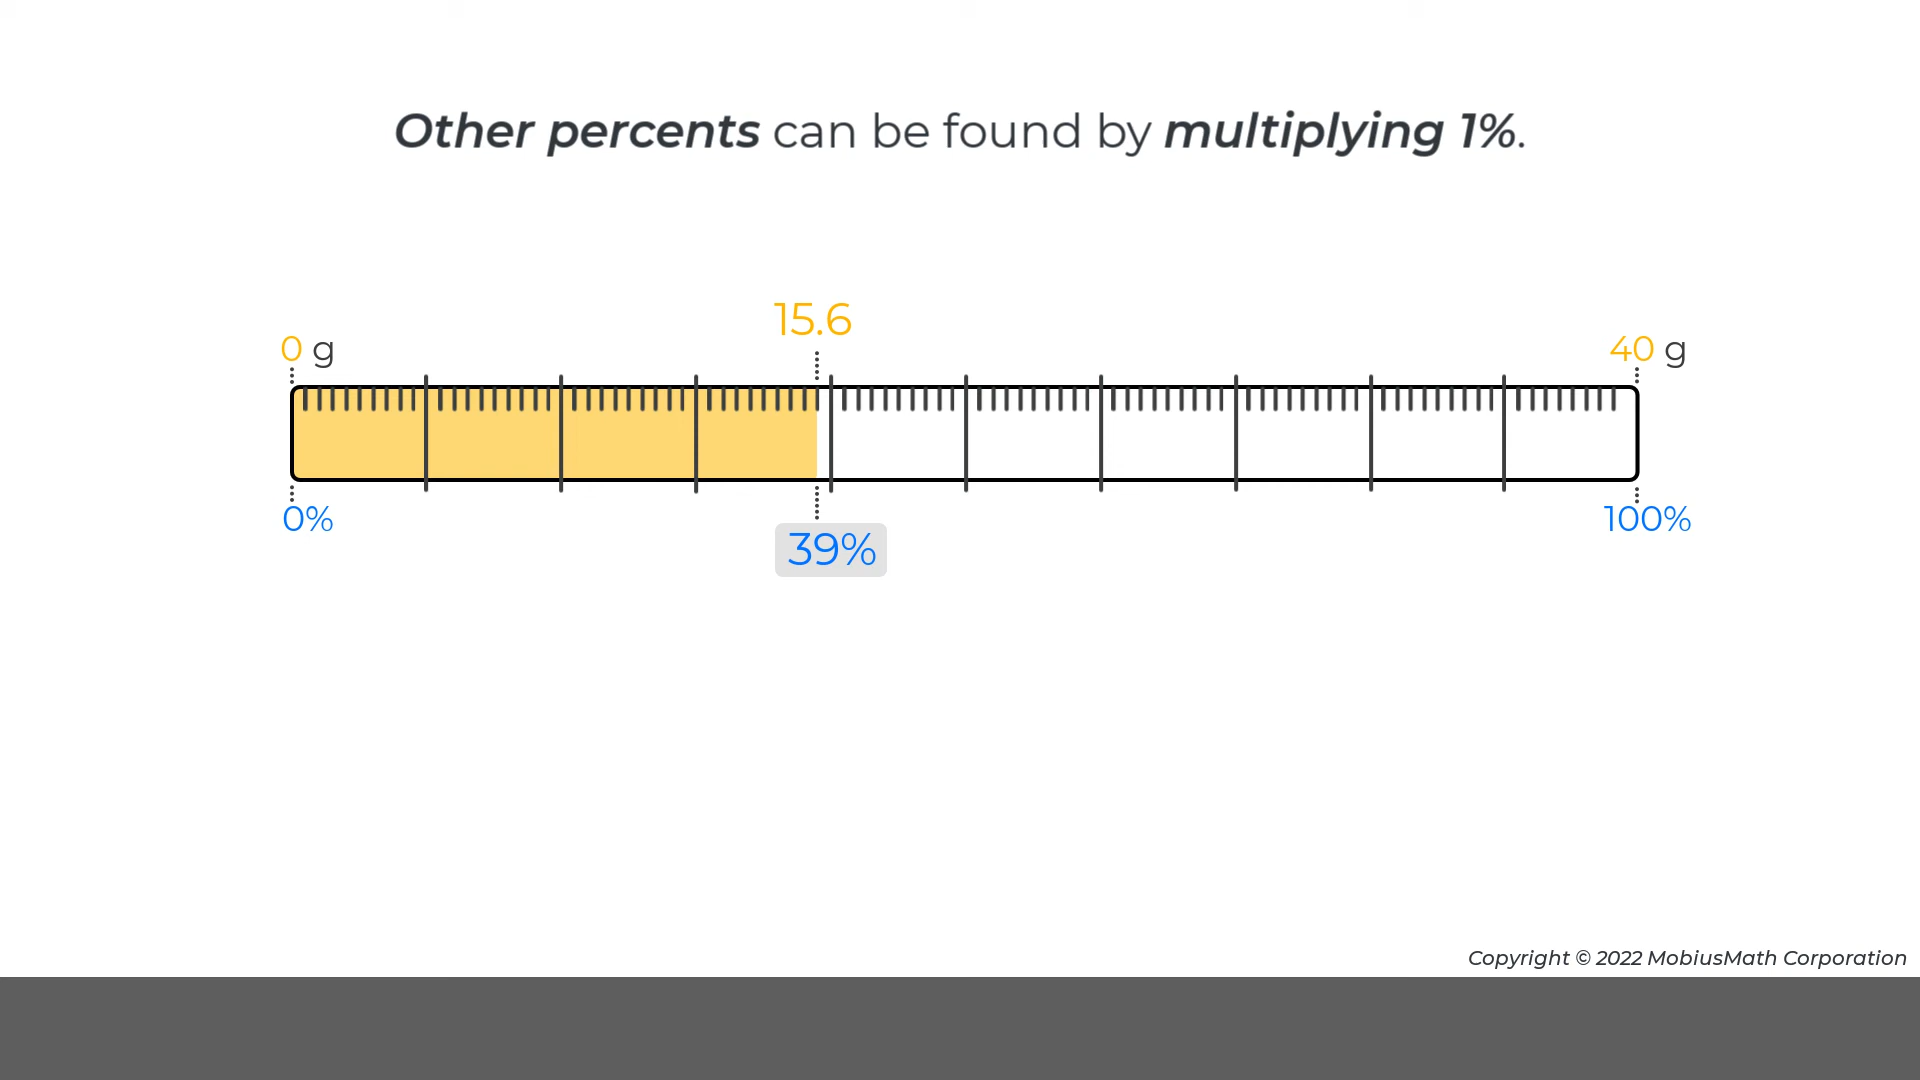 Other percents can be found by multiplying 1%.
15.6
0 g
40 g
0%
100%
39%
Copyright © 2022 MobiusMath Corporation